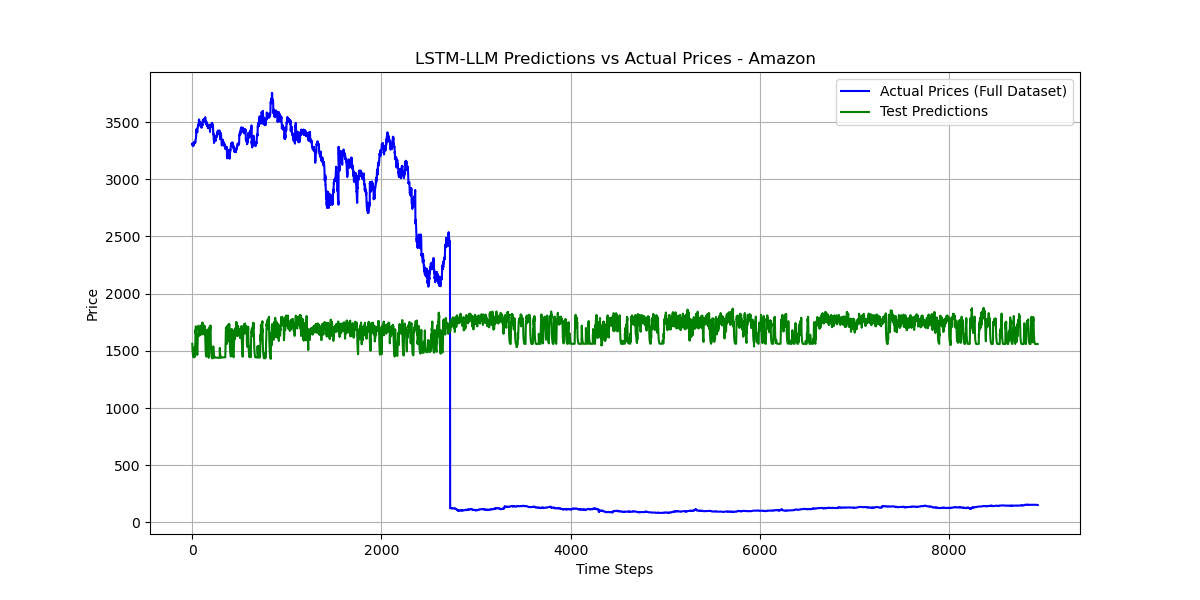 LSTM-LLM Predictions vs Actual Prices - Amazon
Actual Prices (Full Dataset)
Test Predictions
3500
3000
2500
2000
1500
1000
500
0
Price
0 2000 4000 6000 8000
Time Steps